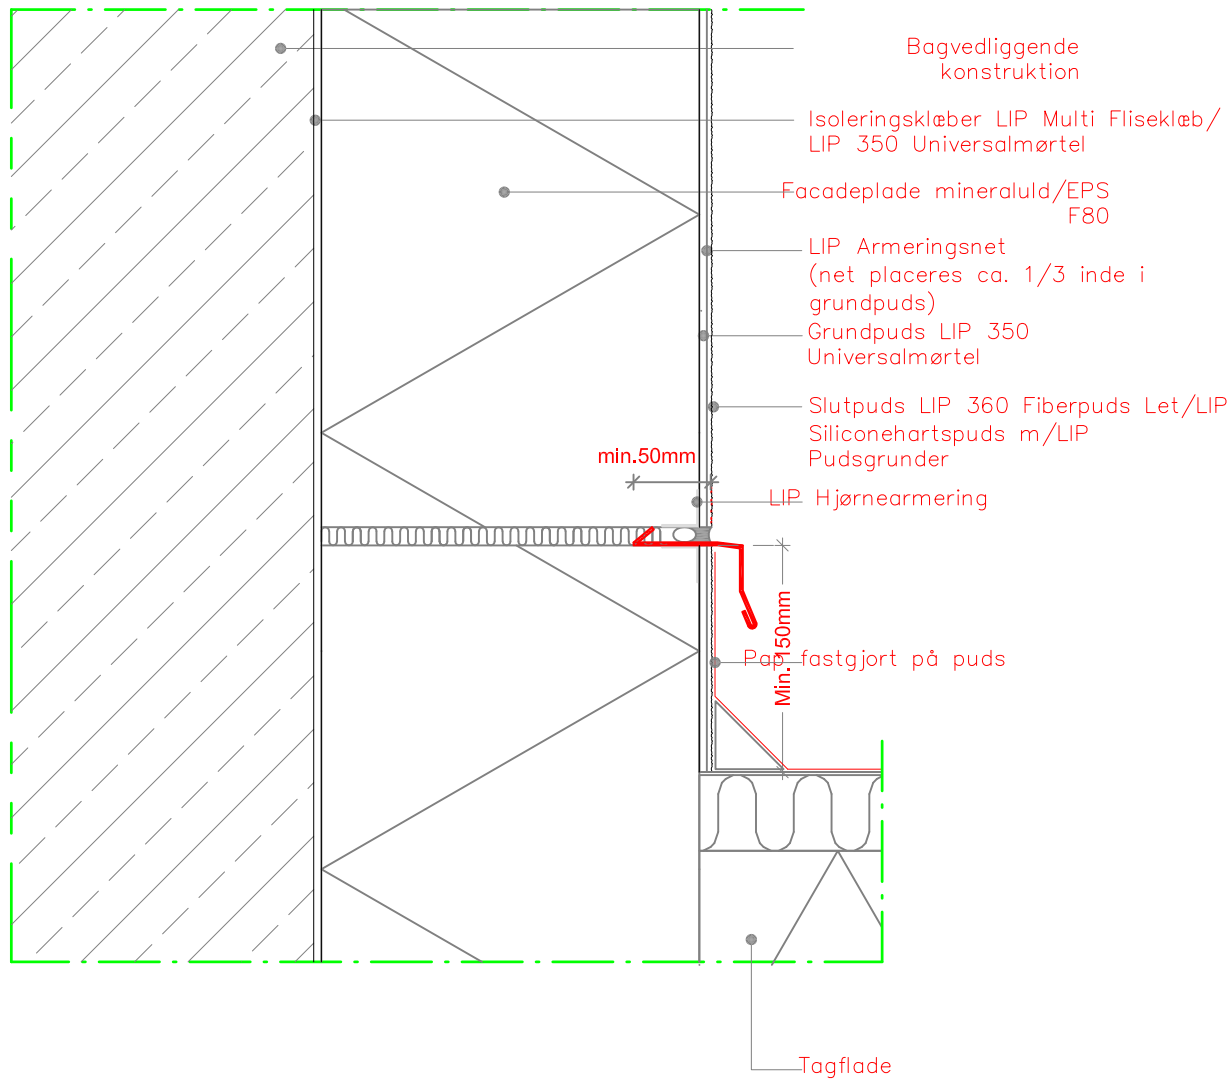 Bagvedliggende
konstruktion
Isoleringsklæber LIP Multi Fliseklæb/
LIP 350 Universalmørtel
Facadeplade mineraluld/EPS
F80
LIP Armeringsnet
(net placeres ca. 1/3 inde i
grundpuds)
Grundpuds LIP 350
Universalmørtel
Slutpuds LIP 360 Fiberpuds Let/LIP
Siliconehartspuds m/LIP
Pudsgrunder
min.50mm
LIP Hjørnearmering
Min. 150mm
Pap fastgjort på puds
Tagflade